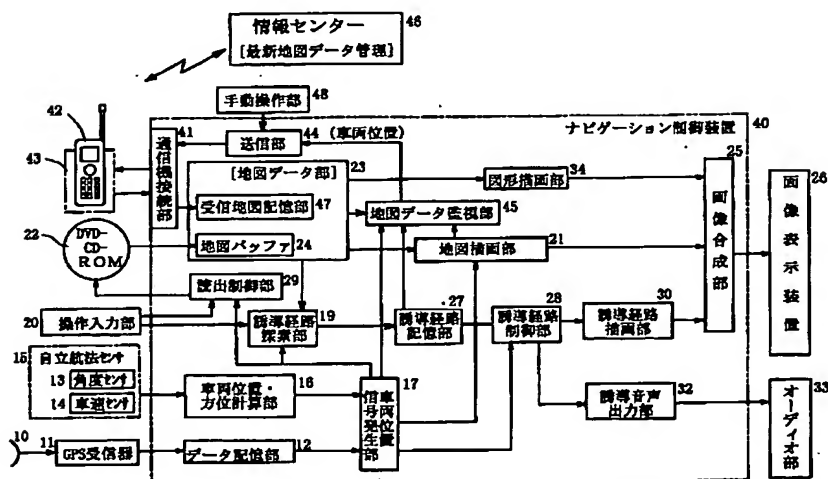 情報センター 46
[最新地図データ管理]
42
手動操作部 48
41
送信部 44 (車両位置)
ナビゲーション制御装置 40
43
通信機接続部
[地図データ部] 23
図形描画部 34
25
画像合成部
26
画像表示装置
受信地図記憶部 47
地図データ監視部 45
22
DVD-
CD-
ROM
地図バッファ 24
地図描画部 21
読出制御部 29
20 操作入力部
誘導経路
探索部 19
誘導経路
記憶部 27
誘導経路
制御部 28
誘導経路
描画部 30
15 自立航法センサ
13 角度センサ
14 車速センサ
車両位置・
方位計算部 16
車両位置
信号発生部
17
誘導音声
出力部 32
オーディオ部
33
10
11
GPS受信器
データ記憶部 12